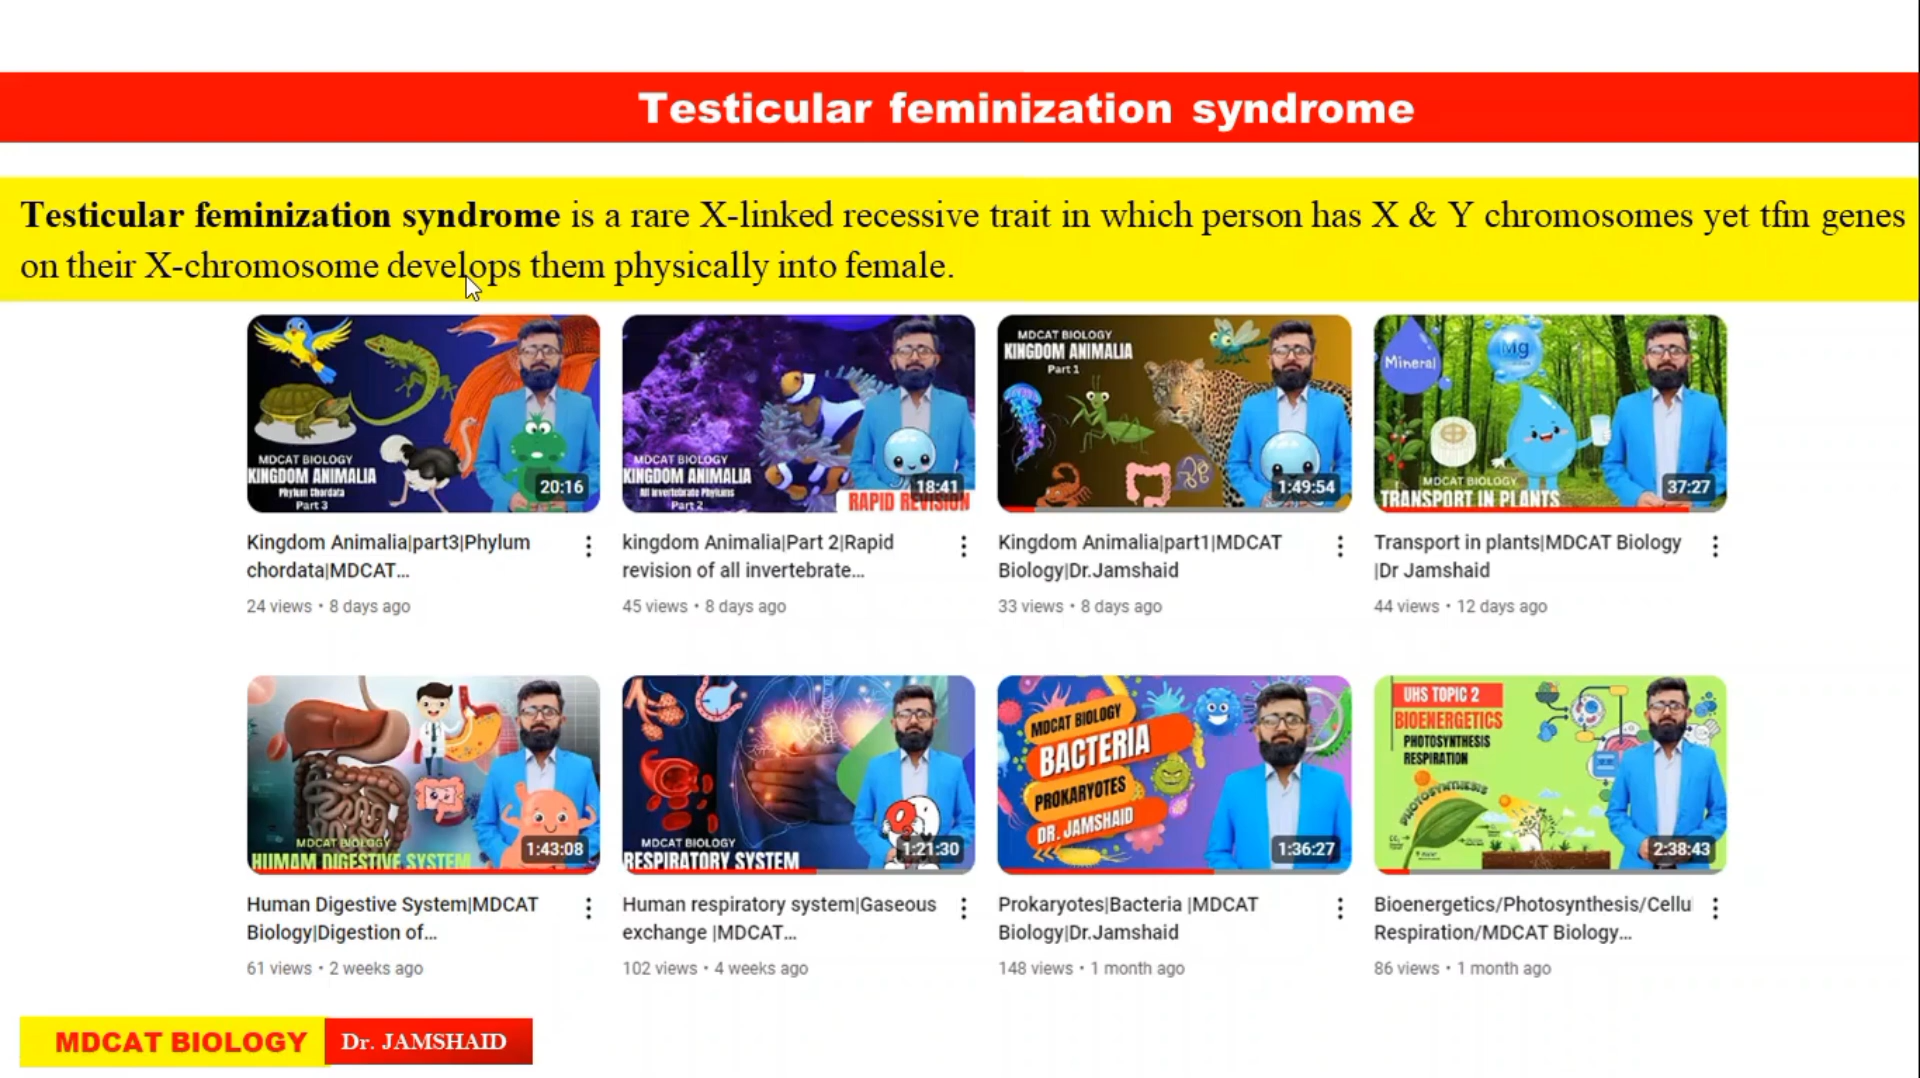 Testicular feminization syndrome
Testicular feminization syndrome is a rare X-linked recessive trait in which person has X & Y chromosomes yet tfm genes
on their X-chromosome develops them physically into female.
MDCAT BIOLOGY
KINGDOM ANIMALIA
Phylum Chordata
Part 3
20:16
MDCAT BIOLOGY
KINGDOM ANIMALIA
All Invertebrate Phylums
Part 2
18:41
RAPID REVISION
MDCAT BIOLOGY
KINGDOM ANIMALIA
Part 1
1:49:54
Mineral
Mg
MDCAT BIOLOGY
TRANSPORT IN PLANTS
37:27
Kingdom Animalia|part3|Phylum
chordata|MDCAT...
24 views • 8 days ago
kingdom Animalia|Part 2|Rapid
revision of all invertebrate...
45 views • 8 days ago
Kingdom Animalia|part1|MDCAT
Biology|Dr.Jamshaid
33 views • 8 days ago
Transport in plants|MDCAT Biology
|Dr Jamshaid
44 views • 12 days ago
MDCAT BIOLOGY
HUMAM DIGESTIVE SYSTEM
1:43:08
MDCAT BIOLOGY
RESPIRATORY SYSTEM
1:21:30
MDCAT BIOLOGY
BACTERIA
PROKARYOTES
DR. JAMSHAID
1:36:27
UHS TOPIC 2
BIOENERGETICS
PHOTOSYNTHESIS
RESPIRATION
PHOTOSYNTHESIS
2:38:43
Human Digestive System|MDCAT
Biology|Digestion of...
61 views • 2 weeks ago
Human respiratory system|Gaseous
exchange |MDCAT...
102 views • 4 weeks ago
Prokaryotes|Bacteria |MDCAT
Biology|Dr.Jamshaid
148 views • 1 month ago
Bioenergetics/Photosynthesis/Cellu
Respiration/MDCAT Biology...
86 views • 1 month ago
MDCAT BIOLOGY
Dr. JAMSHAID